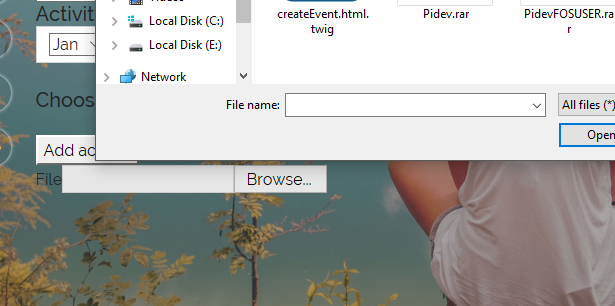 Activit
Jan
Choos
Add ac
File
Browse...
Local Disk (C:)
Local Disk (E:)
Network
createEvent.html.
twig
Pidev.rar
PidevFOSUSER.ra
r
File name:
All files (*)
Open